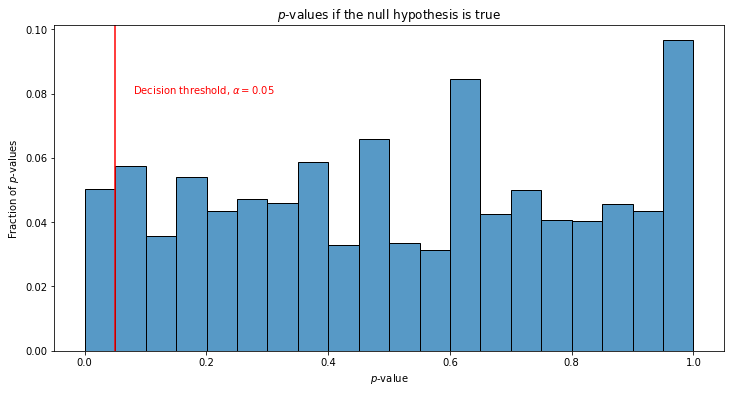 p-values if the null hypothesis is true
Decision threshold, α = 0.05
Fraction of p-values
0.10
0.08
0.06
0.04
0.02
0.00
0.0 0.2 0.4 0.6 0.8 1.0
p-value